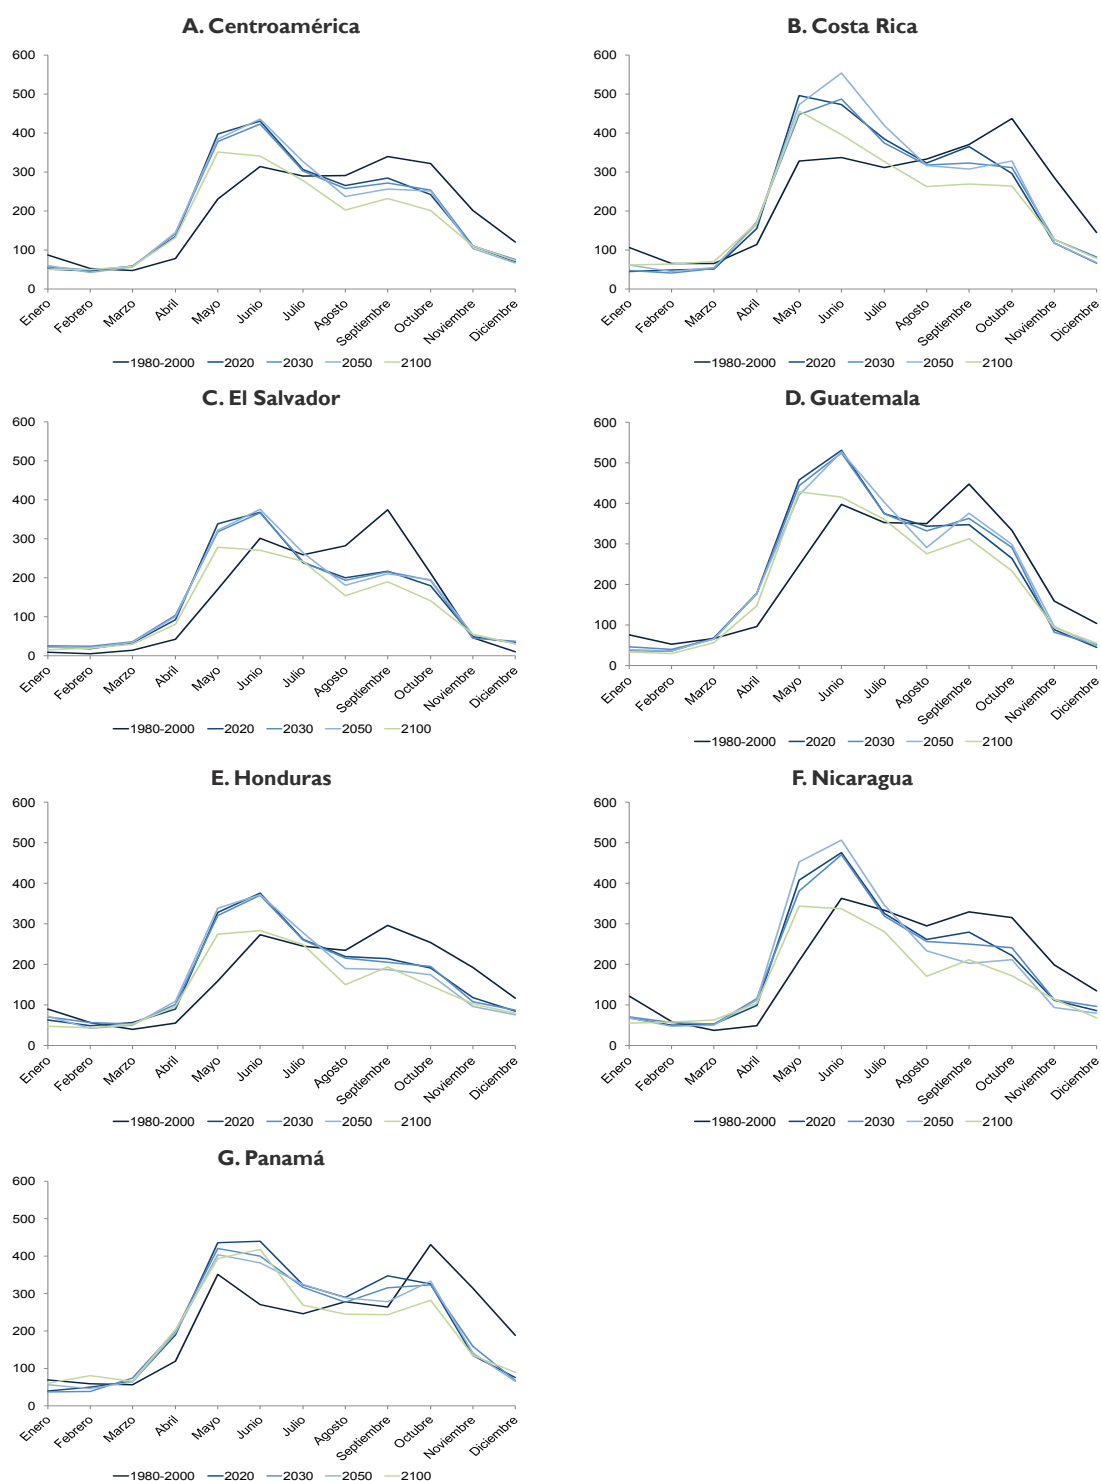 A. Centroamérica
600
500
400
300
200
100
0
Enero
Febrero
Marzo
Abril
Mayo
Junio
Julio
Agosto
Septiembre
Octubre
Noviembre
Diciembre
1980-2000 2020 2030 2050 2100
B. Costa Rica
600
500
400
300
200
100
0
Enero
Febrero
Marzo
Abril
Mayo
Junio
Julio
Agosto
Septiembre
Octubre
Noviembre
Diciembre
1980-2000 2020 2030 2050 2100
C. El Salvador
600
500
400
300
200
100
0
Enero
Febrero
Marzo
Abril
Mayo
Junio
Julio
Agosto
Septiembre
Octubre
Noviembre
Diciembre
1980-2000 2020 2030 2050 2100
D. Guatemala
600
500
400
300
200
100
0
Enero
Febrero
Marzo
Abril
Mayo
Junio
Julio
Agosto
Septiembre
Octubre
Noviembre
Diciembre
1980-2000 2020 2030 2050 2100
E. Honduras
600
500
400
300
200
100
0
Enero
Febrero
Marzo
Abril
Mayo
Junio
Julio
Agosto
Septiembre
Octubre
Noviembre
Diciembre
1980-2000 2020 2030 2050 2100
F. Nicaragua
600
500
400
300
200
100
0
Enero
Febrero
Marzo
Abril
Mayo
Junio
Julio
Agosto
Septiembre
Octubre
Noviembre
Diciembre
1980-2000 2020 2030 2050 2100
G. Panamá
600
500
400
300
200
100
0
Enero
Febrero
Marzo
Abril
Mayo
Junio
Julio
Agosto
Septiembre
Octubre
Noviembre
Diciembre
1980-2000 2020 2030 2050 2100